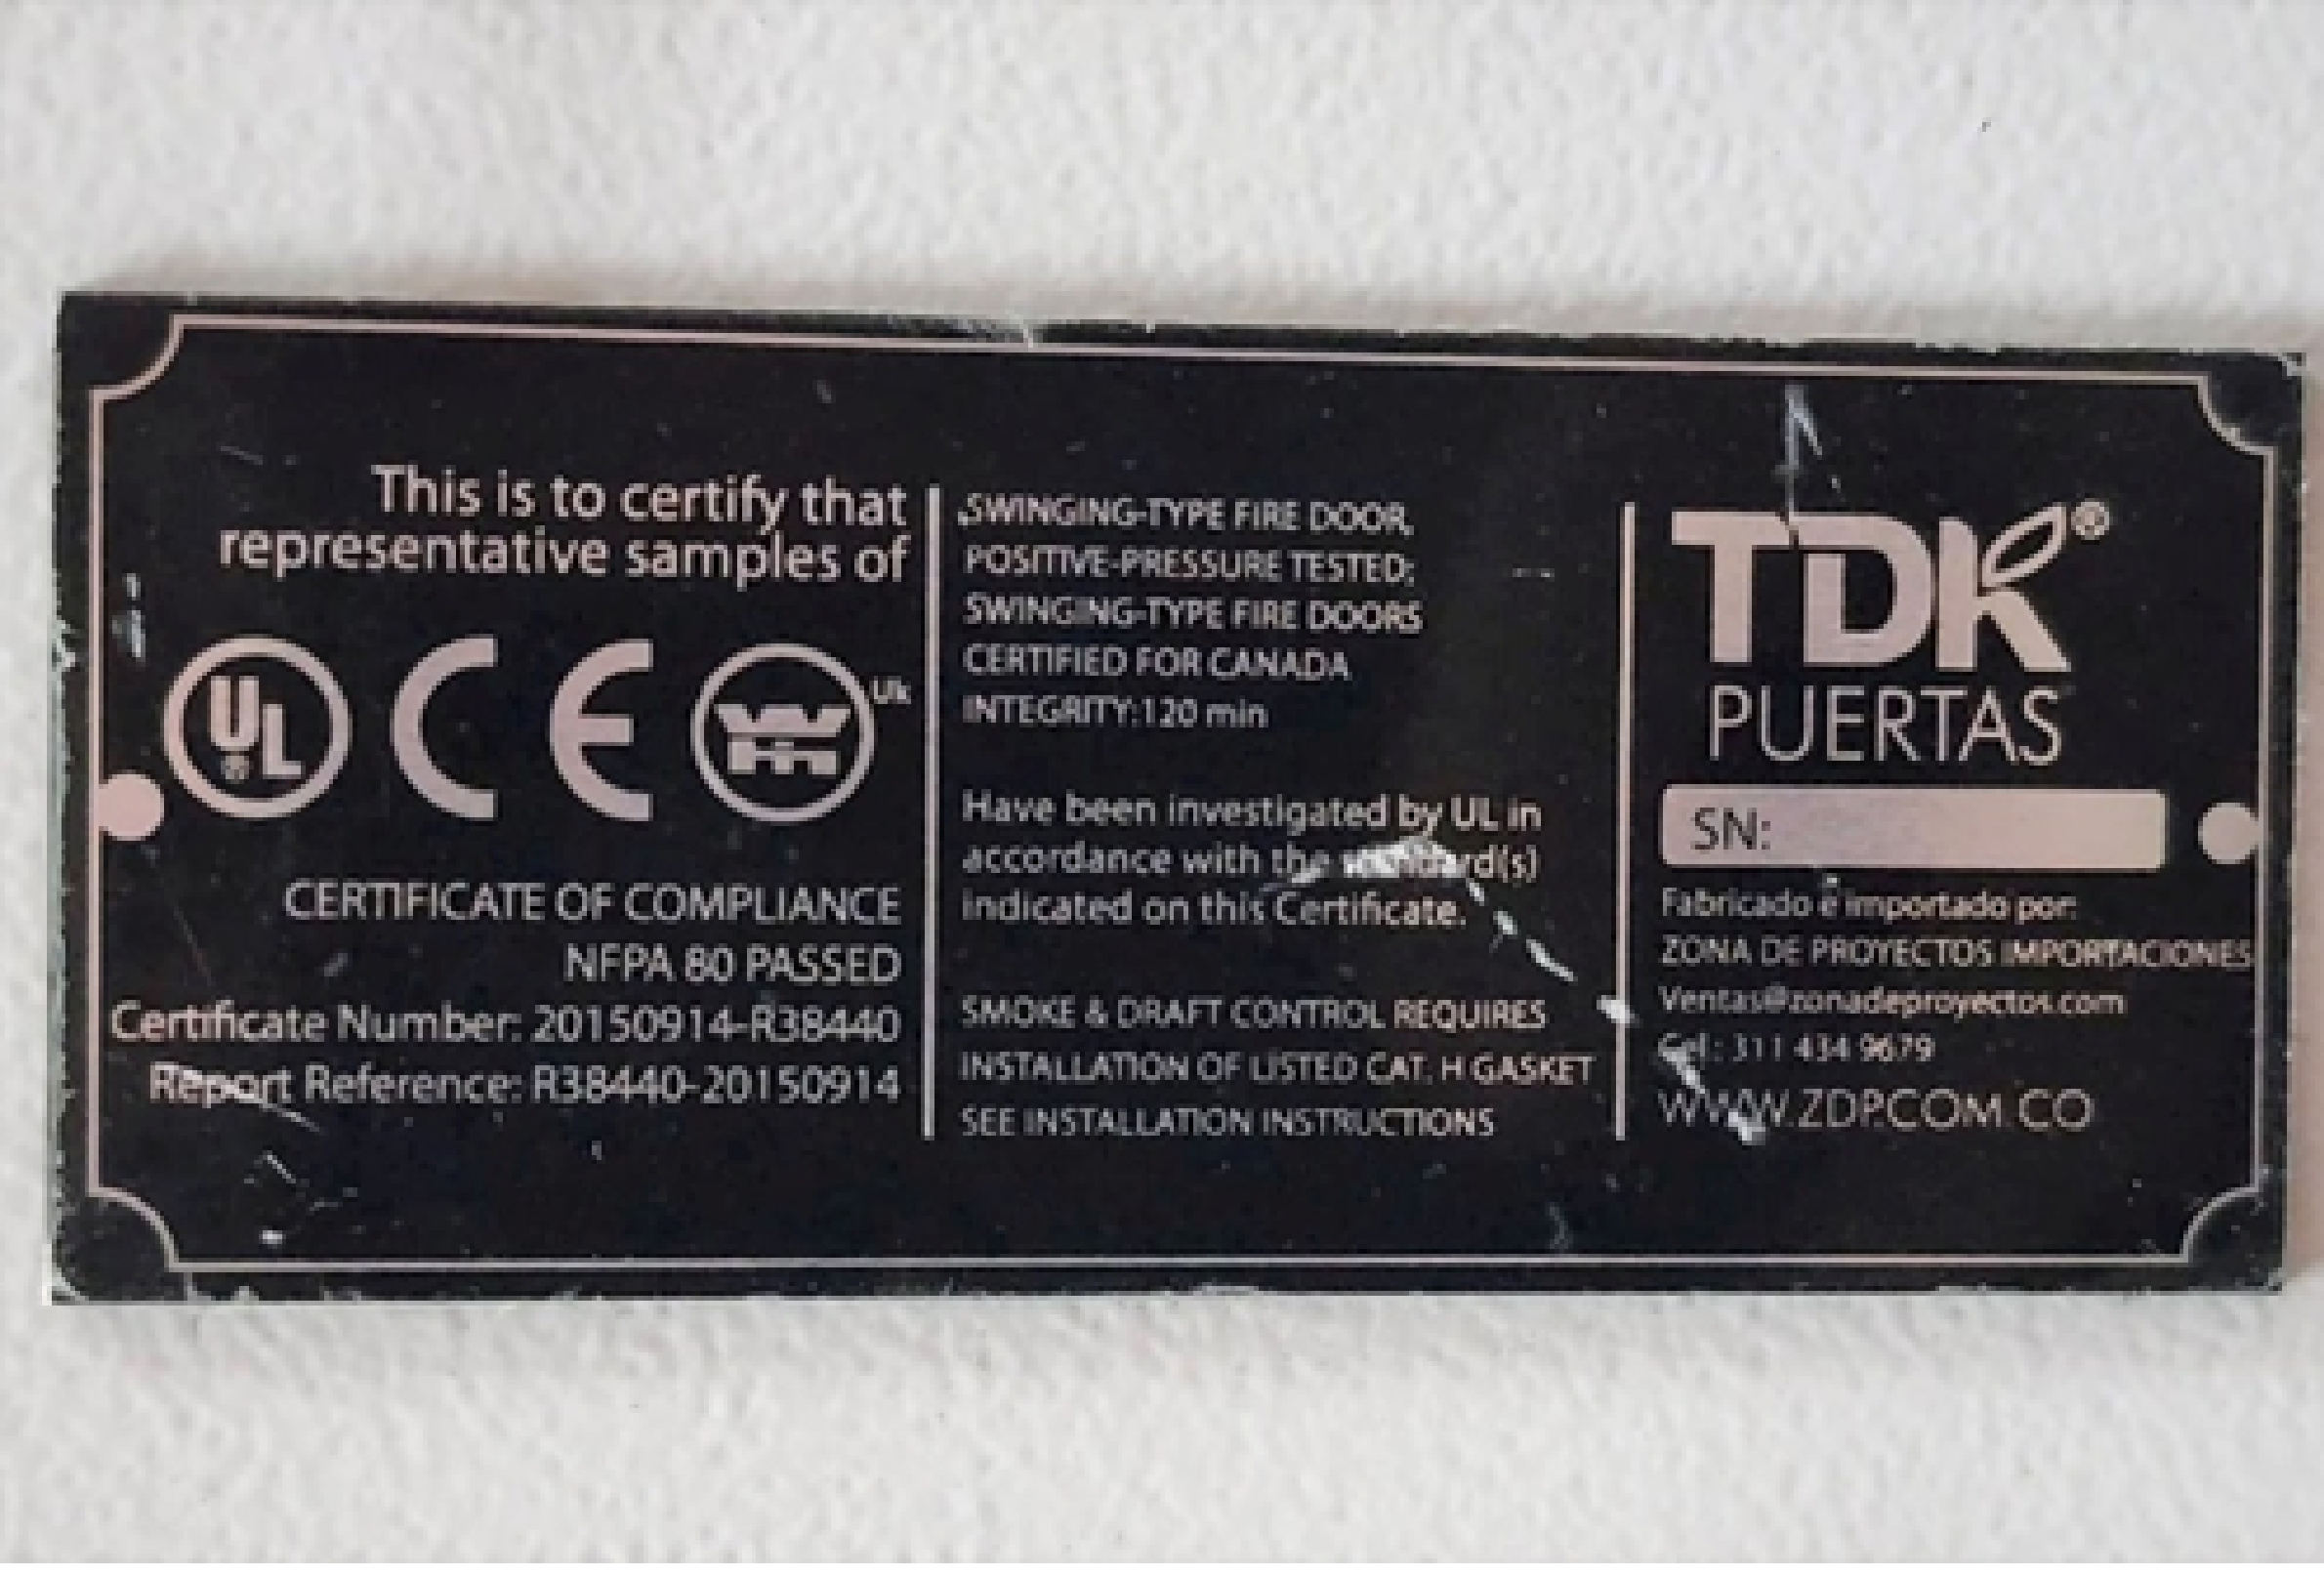 This is to certify that
representative samples of
UL
®
CE
WH
Uk
CERTIFICATE OF COMPLIANCE
NFPA 80 PASSED
Certificate Number: 20150914-R38440
Report Reference: R38440-20150914
SWINGING-TYPE FIRE DOOR,
POSITIVE-PRESSURE TESTED;
SWINGING-TYPE FIRE DOORS
CERTIFIED FOR CANADA
INTEGRITY:120 min
Have been investigated by UL in
accordance with the standard(s)
indicated on this Certificate.
SMOKE & DRAFT CONTROL REQUIRES
INSTALLATION OF LISTED CAT. H GASKET
SEE INSTALLATION INSTRUCTIONS
TDK®
PUERTAS
SN:
Fabricado e importado por:
ZONA DE PROYECTOS IMPORTACIONES
Ventas@zonadeproyectos.com
Cel.: 311 434 9679
WWW.ZDP.COM.CO